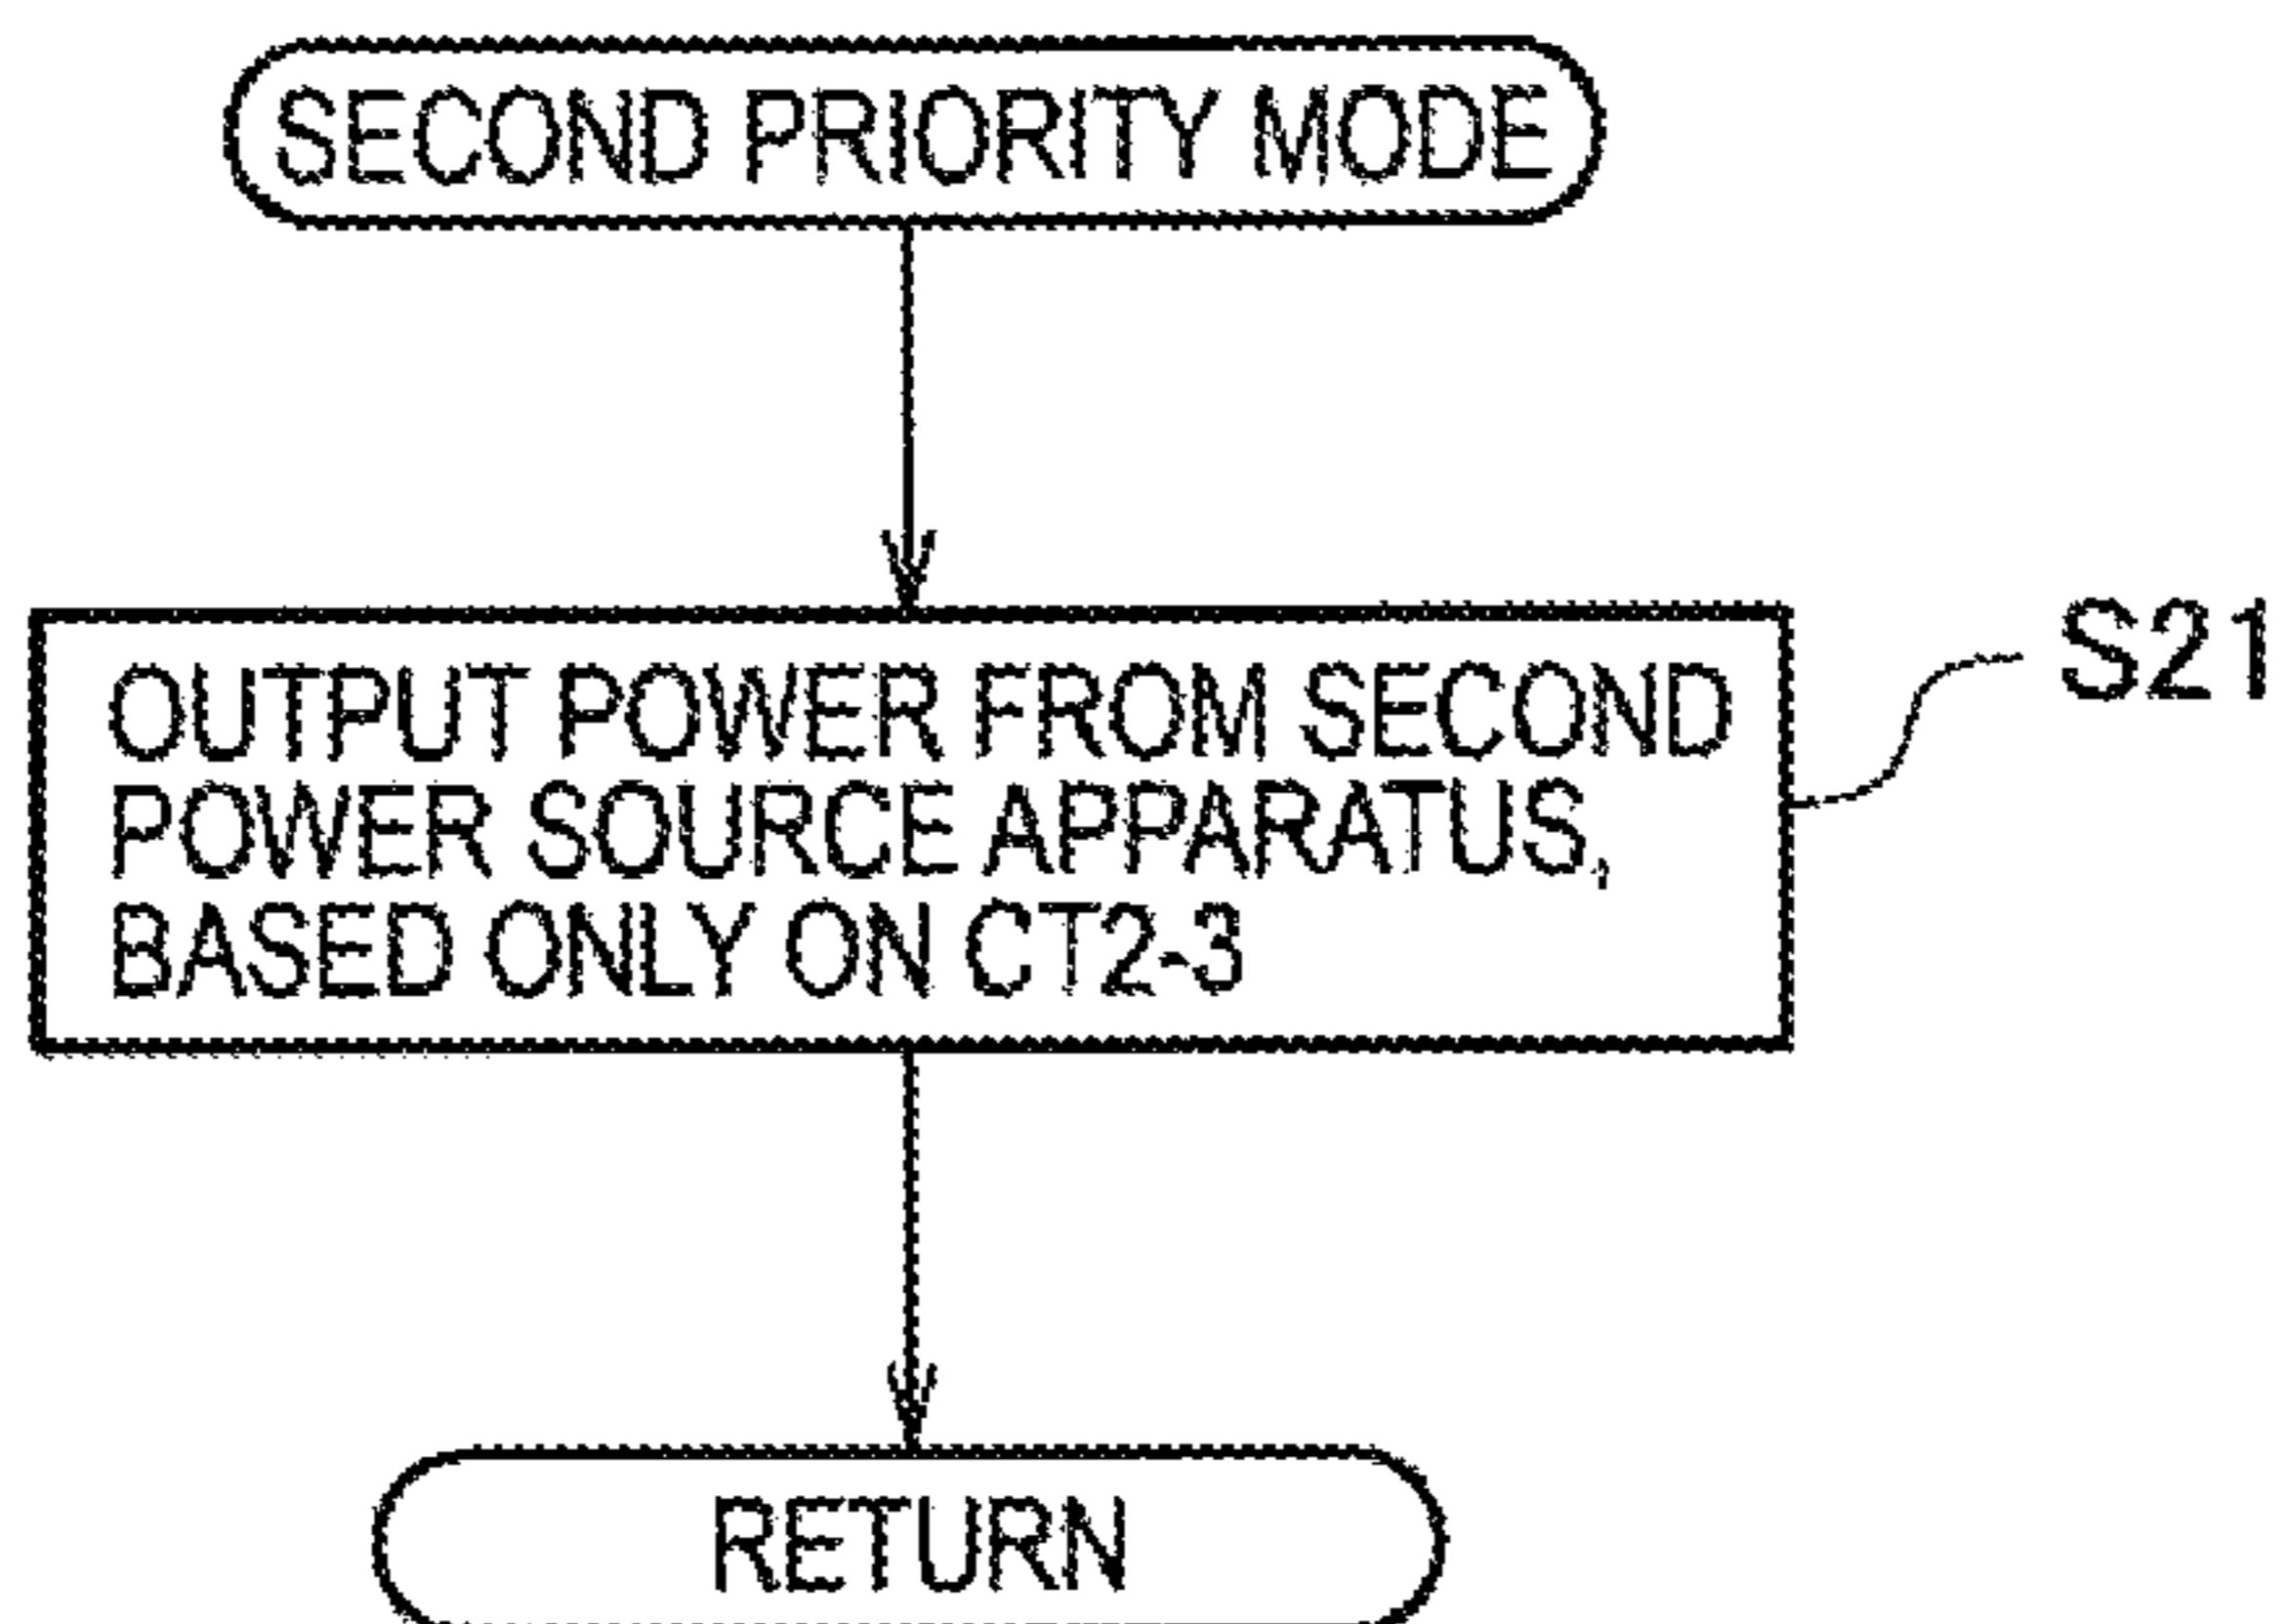 SECOND PRIORITY MODE
OUTPUT POWER FROM SECOND
POWER SOURCE APPARATUS,
BASED ONLY ON CT2-3
S21
RETURN